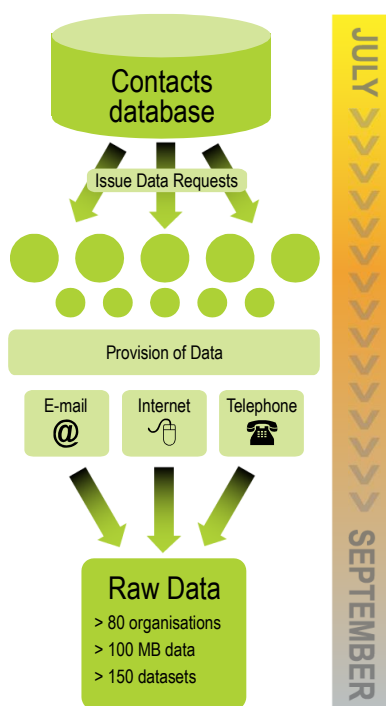 Contacts
database
Issue Data Requests
Provision of Data
E-mail
@
Internet
Telephone
Raw Data
> 80 organisations
> 100 MB data
> 150 datasets
JULY >>>>>>>>>>>>>>> SEPTEMBER